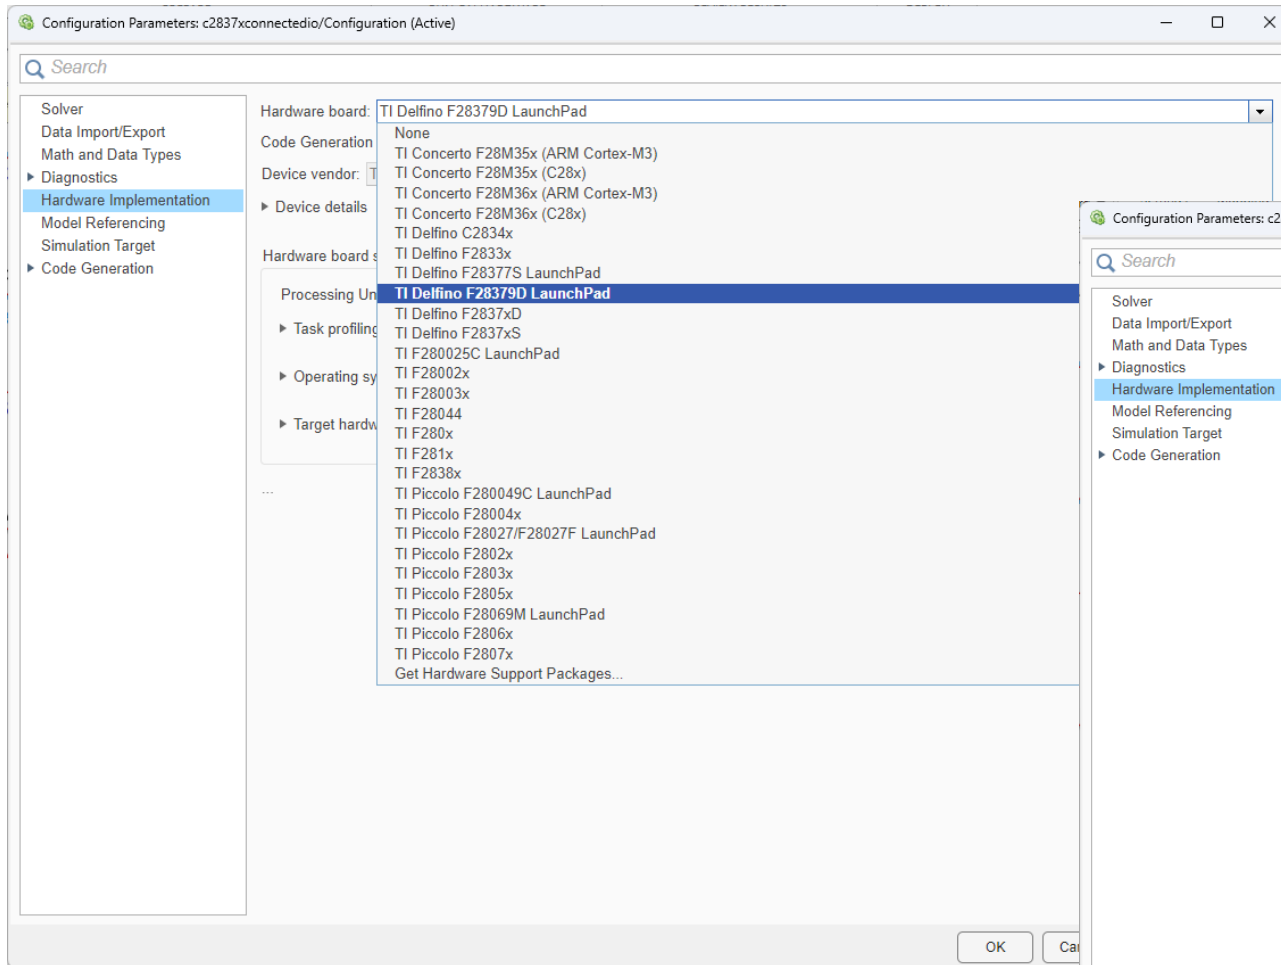 Configuration Parameters: c2837xconnectedio/Configuration (Active)
Search
Solver
Data Import/Export
Math and Data Types
Diagnostics
Hardware Implementation
Model Referencing
Simulation Target
Code Generation
Hardware board: TI Delfino F28379D LaunchPad
Code Generation
Device vendor: T
Device details
Hardware board s
Processing Un
Task profiling
Operating sy
Target hardw
...
None
TI Concerto F28M35x (ARM Cortex-M3)
TI Concerto F28M35x (C28x)
TI Concerto F28M36x (ARM Cortex-M3)
TI Concerto F28M36x (C28x)
TI Delfino C2834x
TI Delfino F2833x
TI Delfino F28377S LaunchPad
TI Delfino F28379D LaunchPad
TI Delfino F2837xD
TI Delfino F2837xS
TI F280025C LaunchPad
TI F28002x
TI F28003x
TI F28044
TI F280x
TI F281x
TI F2838x
TI Piccolo F280049C LaunchPad
TI Piccolo F28004x
TI Piccolo F28027/F28027F LaunchPad
TI Piccolo F2802x
TI Piccolo F2803x
TI Piccolo F2805x
TI Piccolo F28069M LaunchPad
TI Piccolo F2806x
TI Piccolo F2807x
Get Hardware Support Packages...
OK
Ca
Configuration Parameters: c2
Search
Solver
Data Import/Export
Math and Data Types
Diagnostics
Hardware Implementation
Model Referencing
Simulation Target
Code Generation